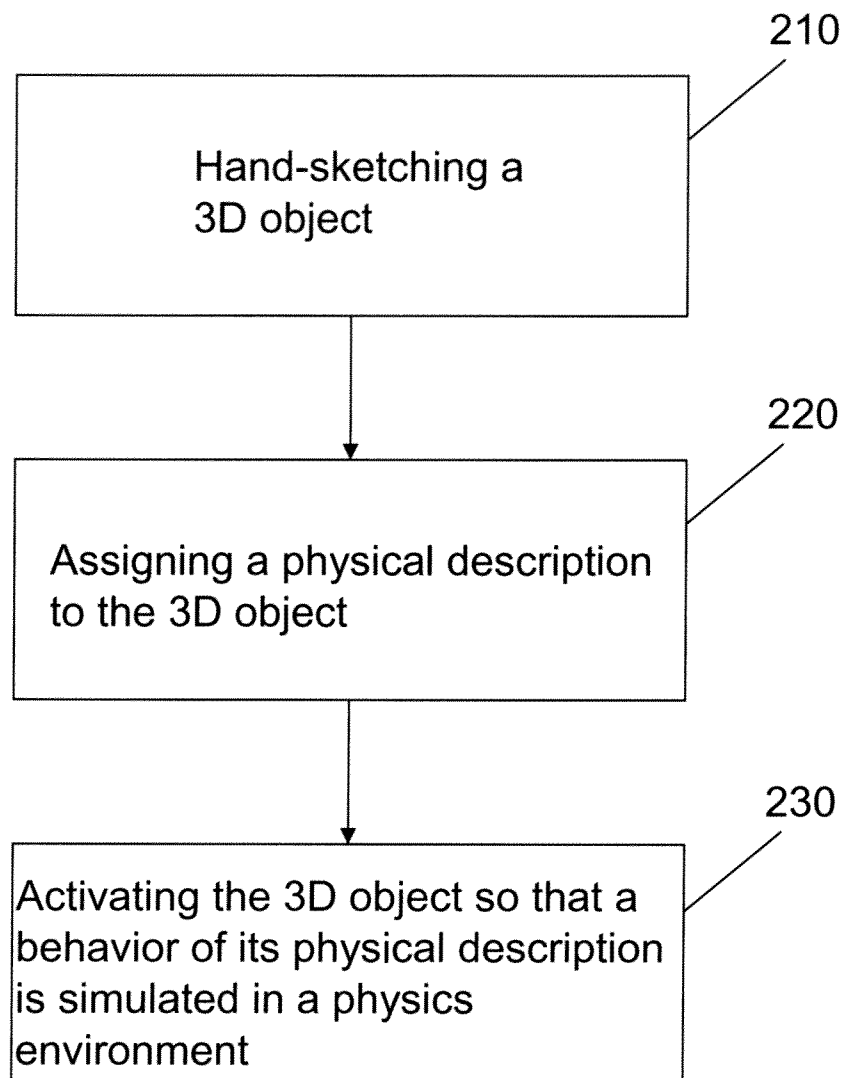 210
Hand-sketching a
3D object
220
Assigning a physical description
to the 3D object
230
Activating the 3D object so that a
behavior of its physical description
is simulated in a physics
environment